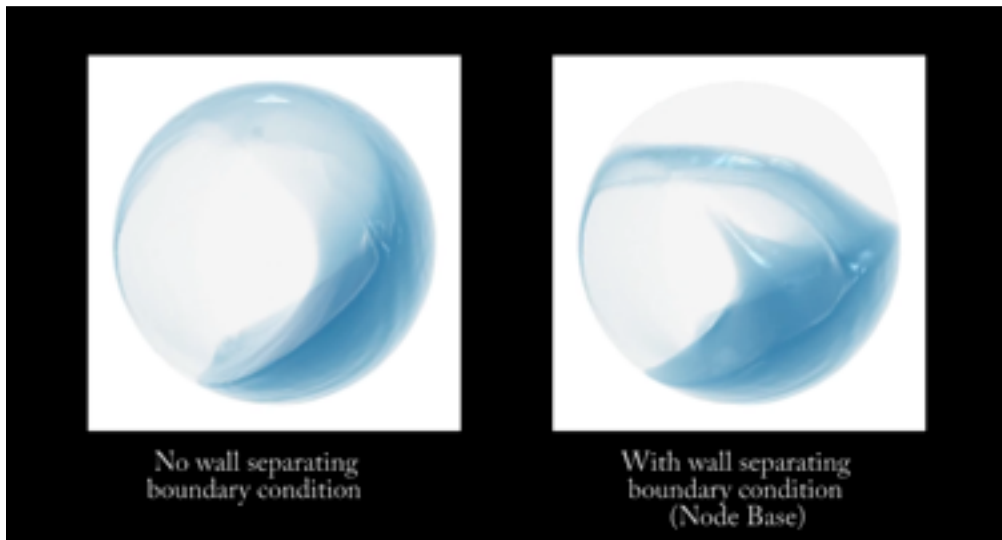 No wall separating
boundary condition
With wall separating
boundary condition
(Node Base)